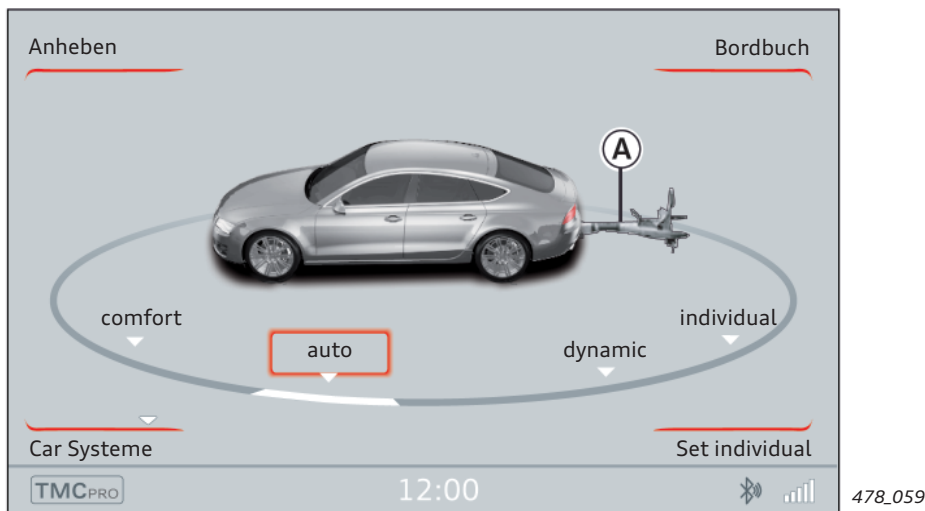 Anheben
Bordbuch
A
comfort
individual
auto
dynamic
Car Systeme
Set individual
TMCPRO
12:00
478_059